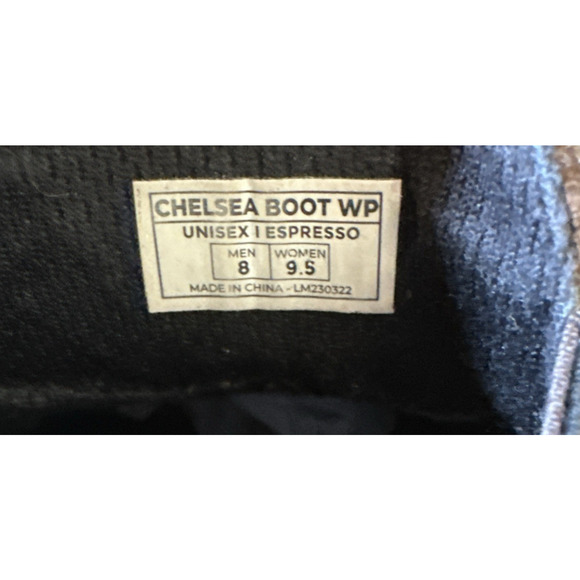 CHELSEA BOOT WP
UNISEX | ESPRESSO
MEN WOMEN
8 9.5
MADE IN CHINA - LM230322